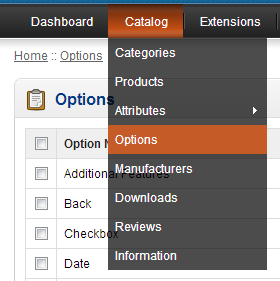 Dashboard Catalog Extensions
Home :: Options
Categories
Products
Options
Attributes
Option N
Options
Additional Features
Manufacturers
Back
Downloads
Checkbox
Reviews
Date
Information